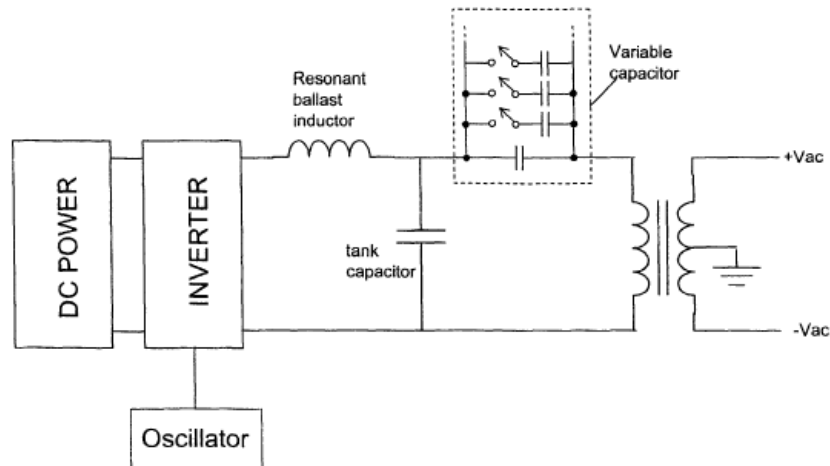 Variable
capacitor
Resonant
ballast
inductor
+Vac
DC POWER
INVERTER
tank
capacitor
-Vac
Oscillator